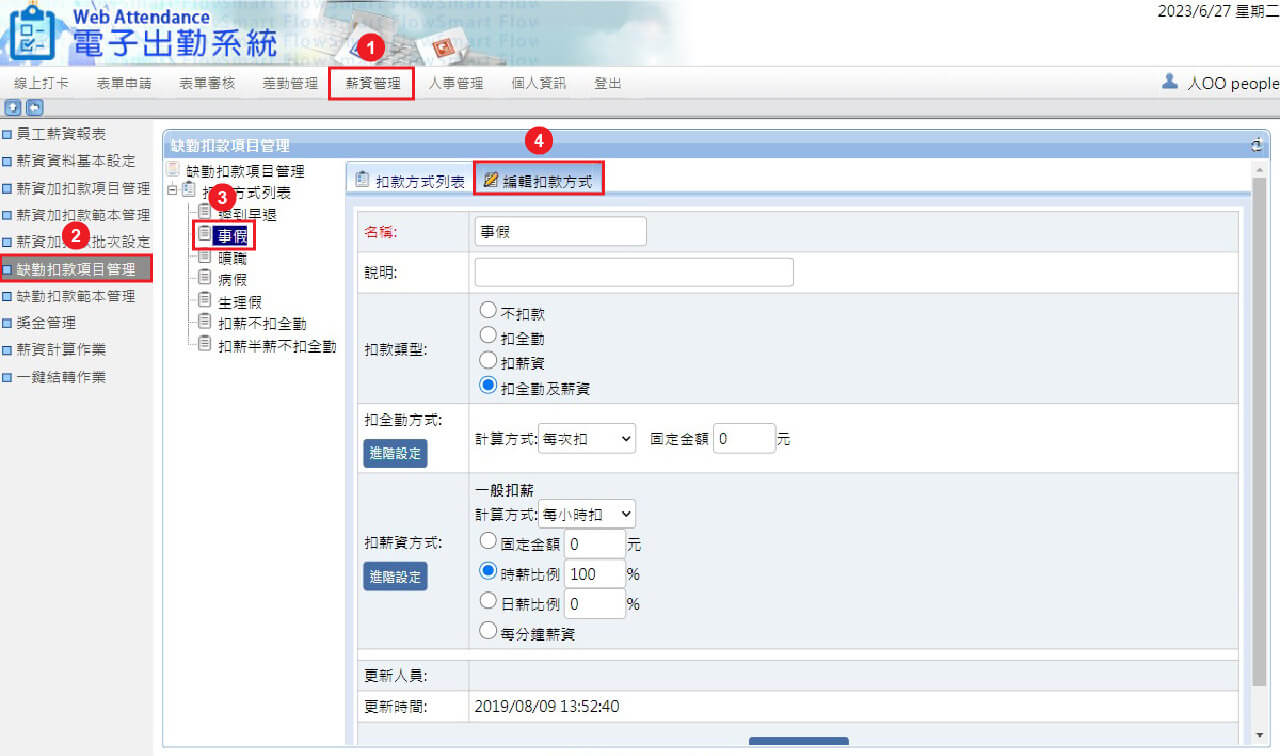 Web Attendance
電子出勤系統
2023/6/27 星期二
1
線上打卡 表單申請 表單審核 差勤管理 薪資管理 人事管理 個人資訊 登出
人OO people
員工薪資報表
薪資資料基本設定
薪資加扣款項目管理
薪資加扣款範本管理
2
薪資加扣款批次設定
缺勤扣款項目管理
缺勤扣款範本管理
獎金管理
薪資計算作業
一鍵結轉作業
缺勤扣款項目管理
4
缺勤扣款項目管理
扣款方式列表
3
遲到早退
事假
曠職
病假
生理假
扣薪不扣全勤
扣薪半薪不扣全勤
扣款方式列表 編輯扣款方式
名稱: 事假
說明:
扣款類型:
不扣款
扣全勤
扣薪資
扣全勤及薪資
扣全勤方式:
進階設定
計算方式: 每次扣 固定金額 0 元
扣薪資方式:
進階設定
一般扣薪
計算方式: 每小時扣
固定金額 0 元
時薪比例 100 %
日薪比例 0 %
每分鐘薪資
更新人員:
更新時間: 2019/08/09 13:52:40